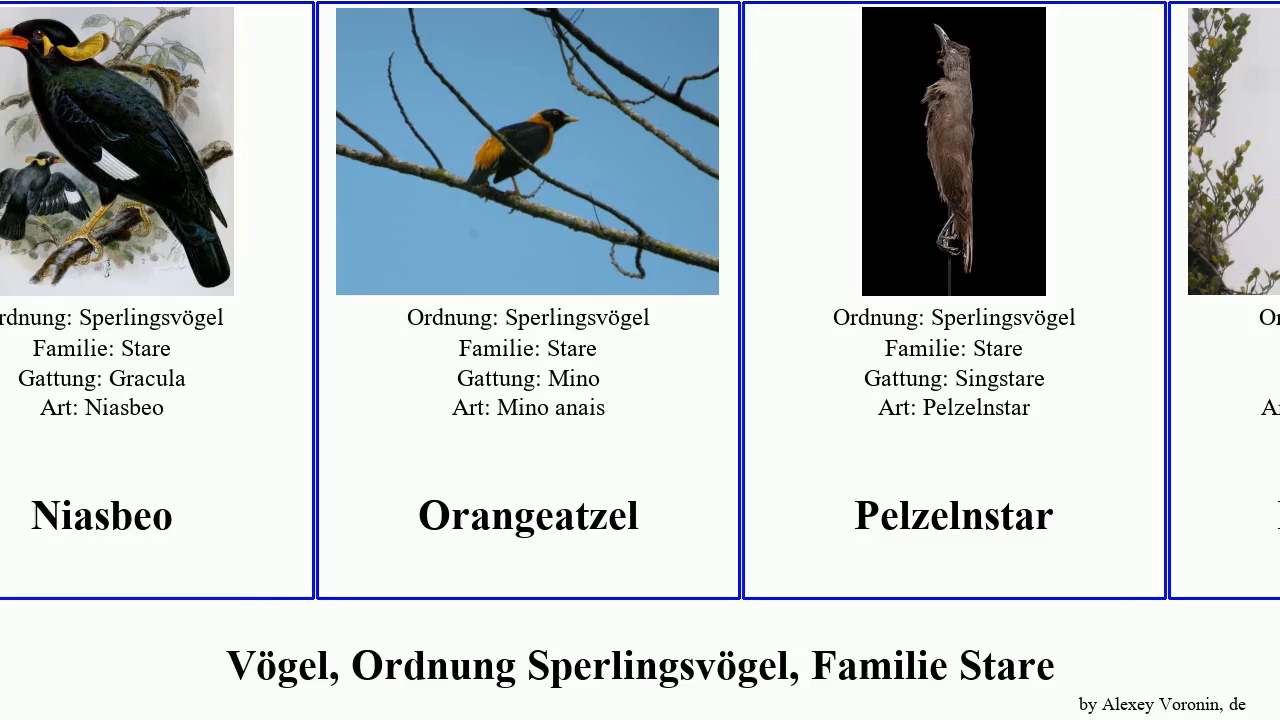 rdnung: Sperlingsvögel
Familie: Stare
Gattung: Gracula
Art: Niasbeo
Niasbeo
Ordnung: Sperlingsvögel
Familie: Stare
Gattung: Mino
Art: Mino anais
Orangeatzel
Ordnung: Sperlingsvögel
Familie: Stare
Gattung: Singstare
Art: Pelzelnstar
Pelzelnstar
Vögel, Ordnung Sperlingsvögel, Familie Stare
by Alexey Voronin, de